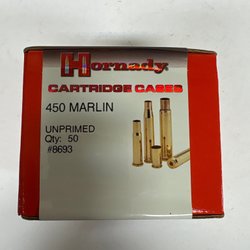 Hornady
CARTRIDGE CASES
450 MARLIN
UNPRIMED
Qty: 50
#8693